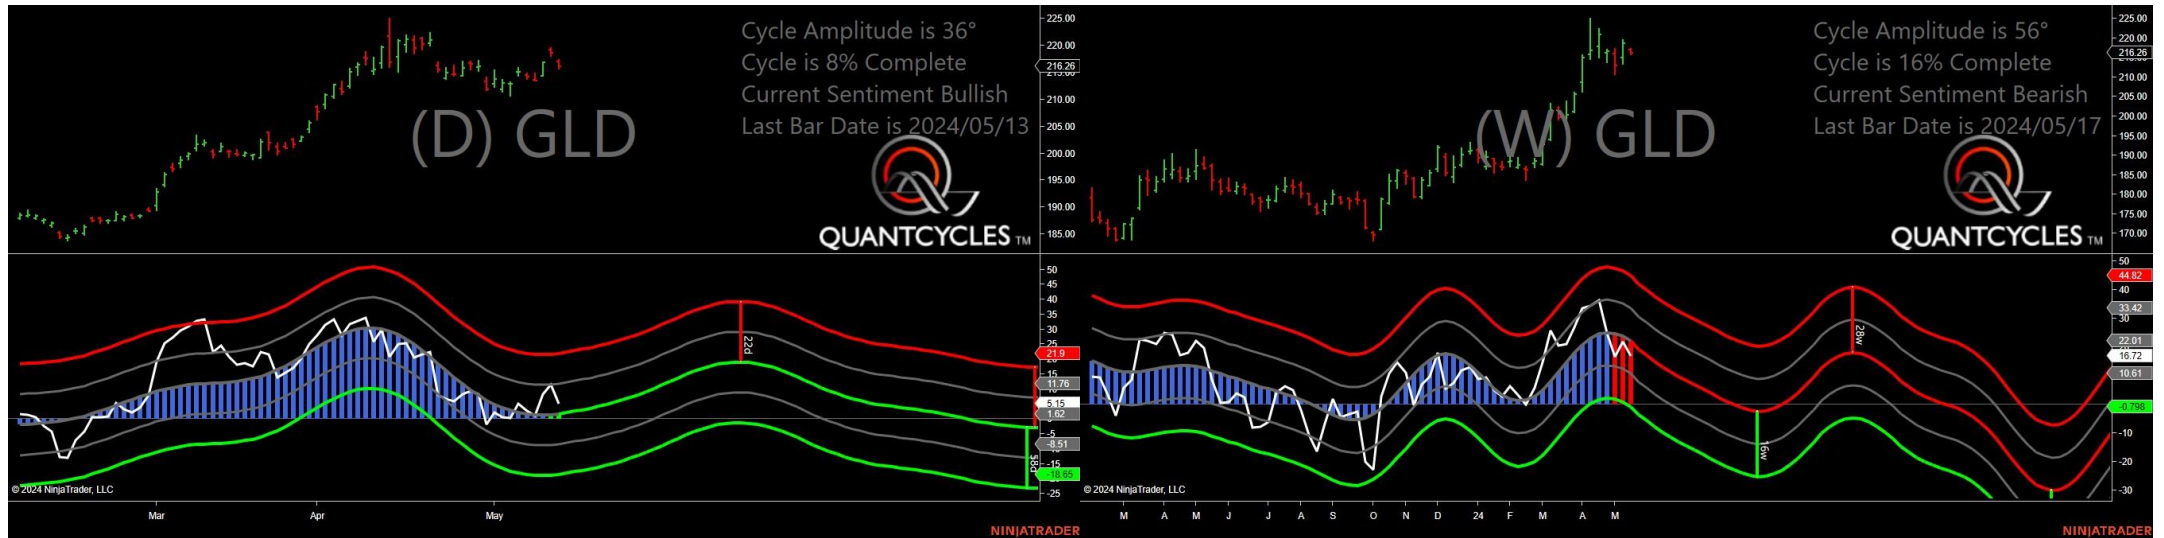 Cycle Amplitude is 36°
Cycle is 8% Complete
Current Sentiment Bullish
Last Bar Date is 2024/05/13
(D) GLD
QUANTCYCLES TM
225.00
220.00
216.26
215.00
210.00
205.00
200.00
195.00
190.00
185.00
50
45
40
35
30
25
21.9
15
11.76
5.15
1.62
-5
-8.51
-15
-18.65
-25
22d
58d
© 2024 NinjaTrader, LLC
Mar Apr May
NINJATRADER
Cycle Amplitude is 56°
Cycle is 16% Complete
Current Sentiment Bearish
Last Bar Date is 2024/05/17
(W) GLD
QUANTCYCLES TM
225.00
220.00
216.26
210.00
205.00
200.00
195.00
190.00
185.00
180.00
175.00
170.00
50
44.82
40
33.42
30
22.01
16.72
10.61
-0.798
-10
-20
-30
28w
16w
© 2024 NinjaTrader, LLC
M A M J J A S O N D 24 F M A M
NINJATRADER